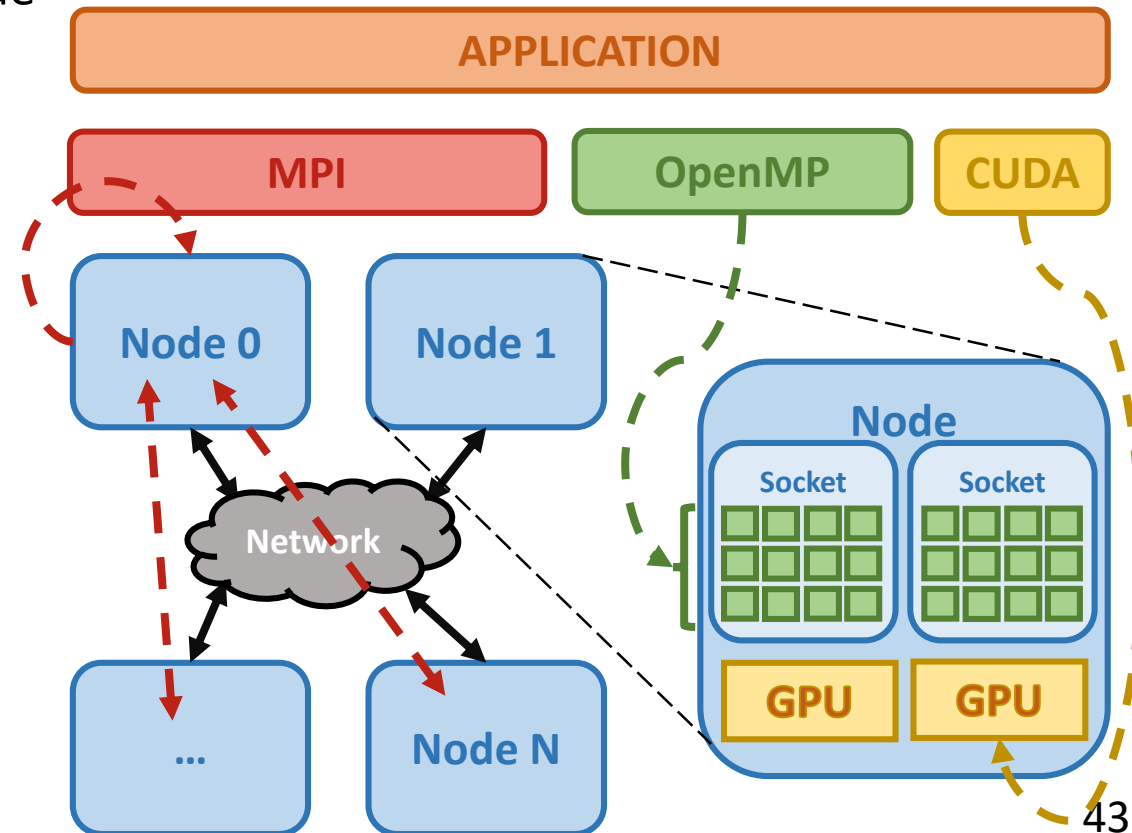 APPLICATION
MPI
OpenMP
CUDA
Node 0
Node 1
Node
Socket
Socket
Network
GPU
GPU
...
Node N
43